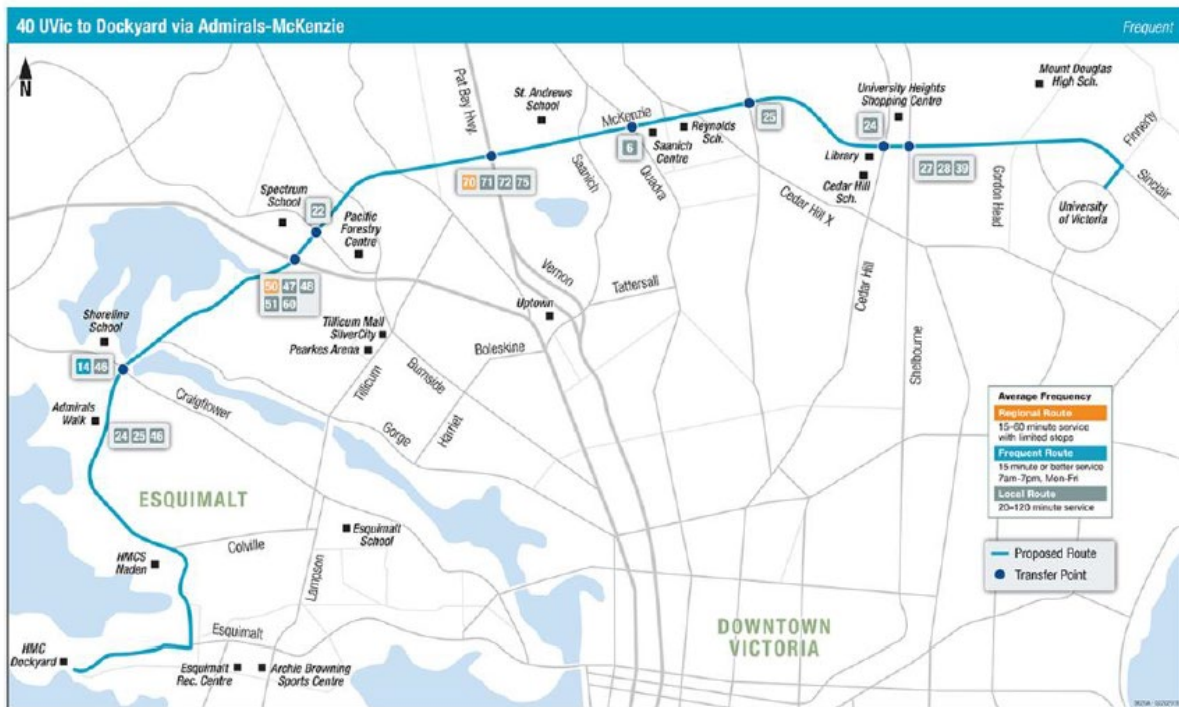 40 UVic to Dockyard via Admirals-McKenzie
Frequent
N
Pat Bay Hwy.
St. Andrews
School
McKenzie
Saanich
6
Saanich
Centre
Reynolds
Sch.
Quadra
25
University Heights
Shopping Centre
24
Library
Cedar Hill
Sch.
Mount Douglas
High Sch.
27 28 39
Gordon Head
Finnerty
Sinclair
University
of Victoria
Cedar Hill X
Cedar Hill
Shelbourne
70 71 72 75
Spectrum
School
22
Pacific
Forestry
Centre
50 47 48
51 60
Vernon
Tattersall
Uptown
Boleskine
Shoreline
School
14 46
Tillicum Mall
SilverCity
Pearkes Arena
Tillicum
Burnside
Harriet
Gorge
Craigflower
Admirals
Walk
24 25 46
ESQUIMALT
Esquimalt
School
Colville
Lampson
HMCS
Naden
HMC
Dockyard
Esquimalt
Esquimalt
Rec. Centre
Archie Browning
Sports Centre
DOWNTOWN
VICTORIA
Average Frequency
Regional Route
15-60 minute service
with limited stops
Frequent Route
15 minute or better service
7am-7pm, Mon-Fri
Local Route
20-120 minute service
Proposed Route
Transfer Point